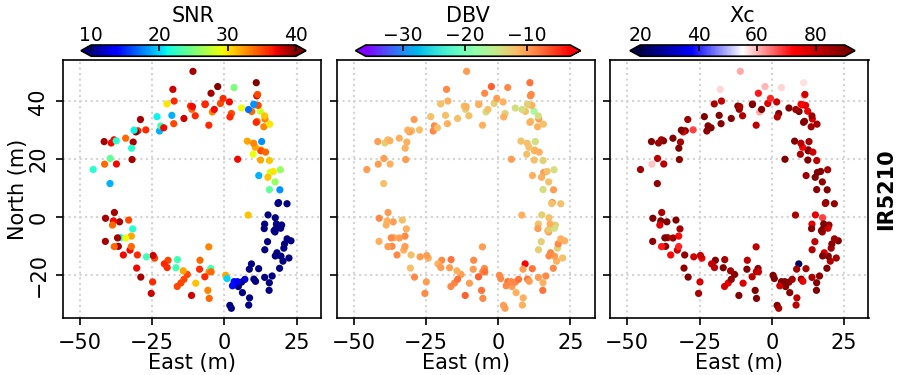 SNR DBV Xc
10 20 30 40 −30 −20 −10 20 40 60 80
North (m)
40
20
0
−20
−50 −25 0 25 −50 −25 0 25 −50 −25 0 25
East (m) East (m) East (m)
IR5210